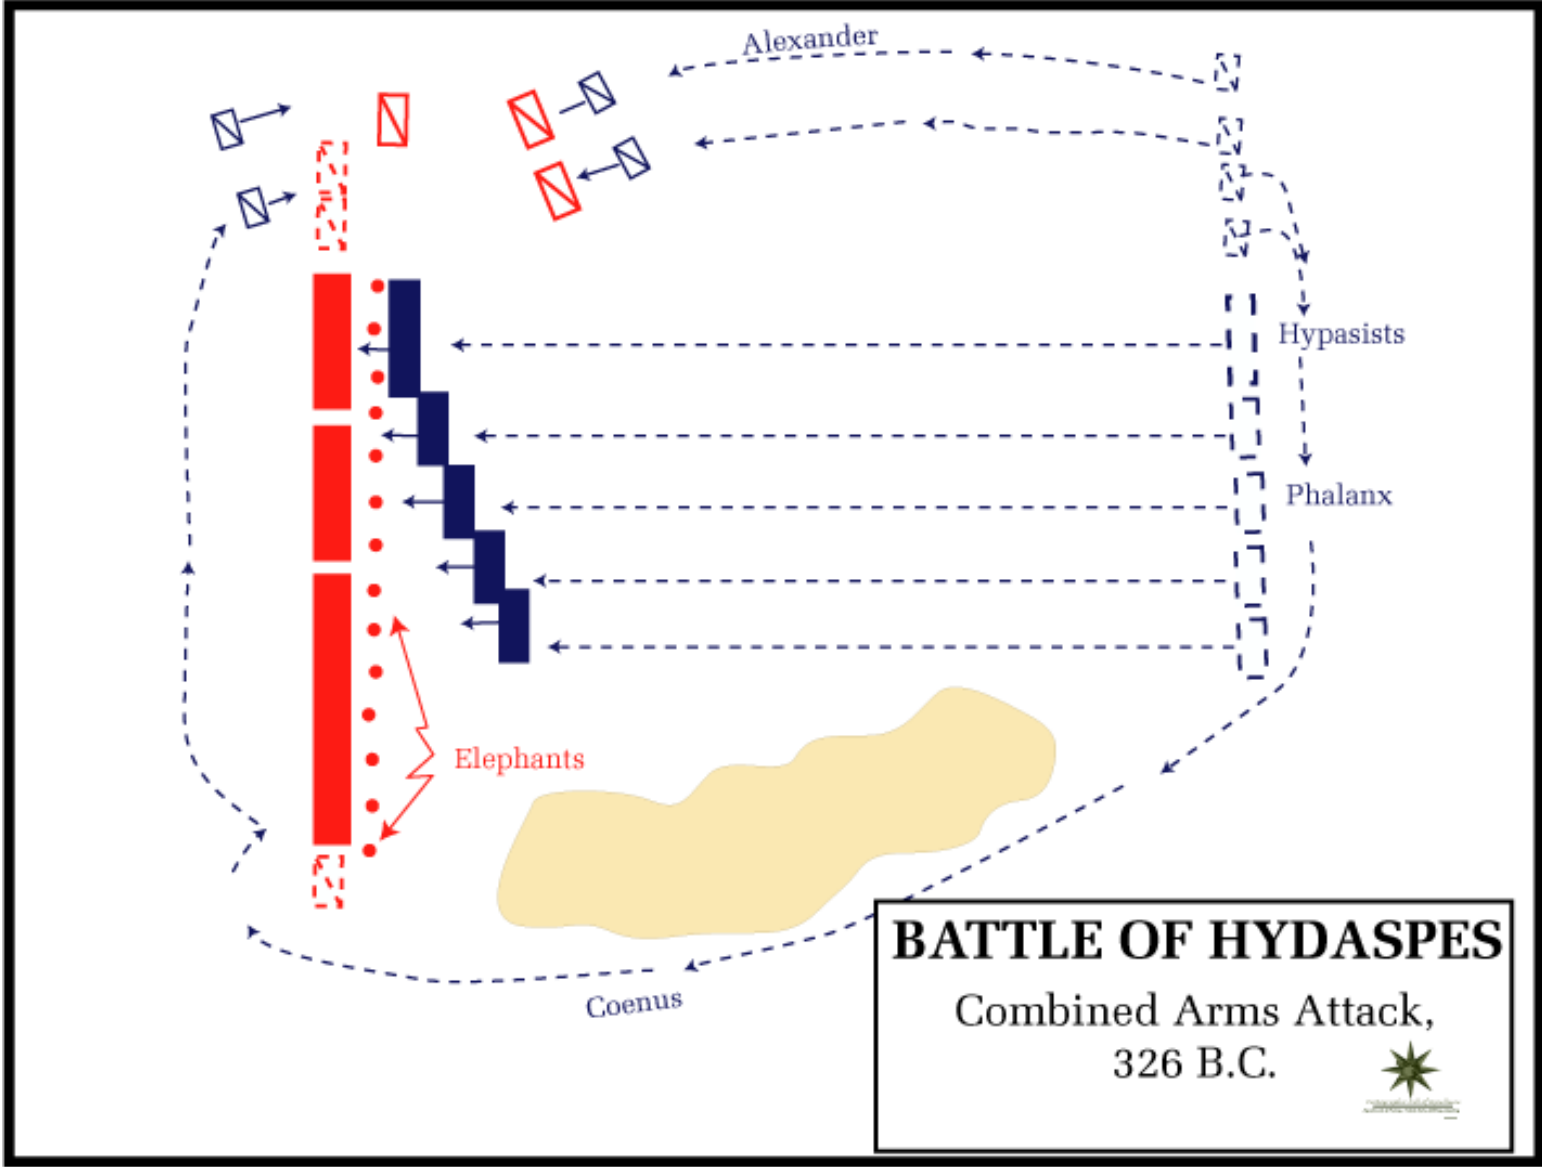 Alexander
Hypasists
Phalanx
Elephants
Coenus
BATTLE OF HYDASPES
Combined Arms Attack,
326 B.C.